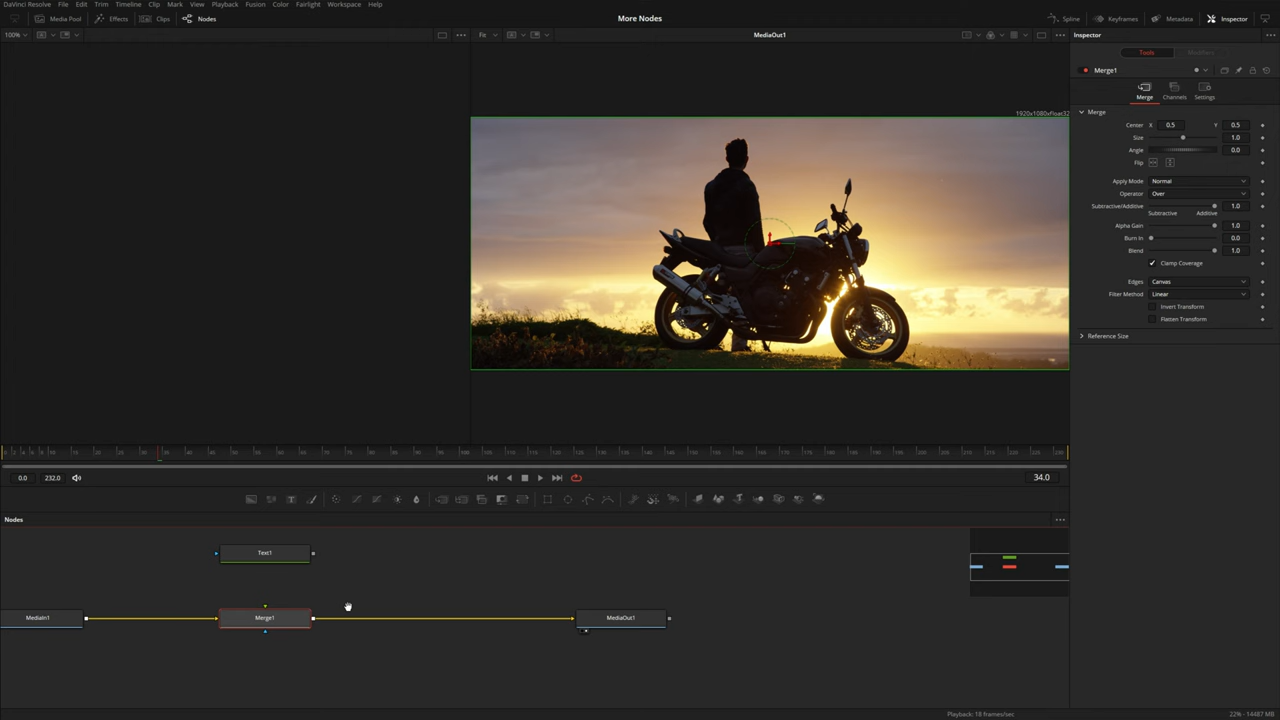 DaVinci Resolve File Edit Trim Timeline Clip Mark View Playback Fusion Color Fairlight Workspace Help
Media Pool Effects Clips Nodes More Nodes Spline Keyframes Metadata Inspector
100% Fit MediaOut1 Inspector
Tools Modifiers
Merge1
Merge Channels Settings
Merge
1920x1080xfloat32
Center X 0.5 Y 0.5
Size 1.0
Angle 0.0
Flip
Apply Mode Normal
Operator Over
Subtractive/Additive 1.0
Subtractive Additive
Alpha Gain 1.0
Burn In 0.0
Blend 1.0
Clamp Coverage
Edges Canvas
Filter Method Linear
Invert Transform
Flatten Transform
Reference Size
0.0 232.0 34.0
Nodes
Text1
MediaIn1 Merge1 MediaOut1
Playback: 18 frames/sec 22% - 14487 MB